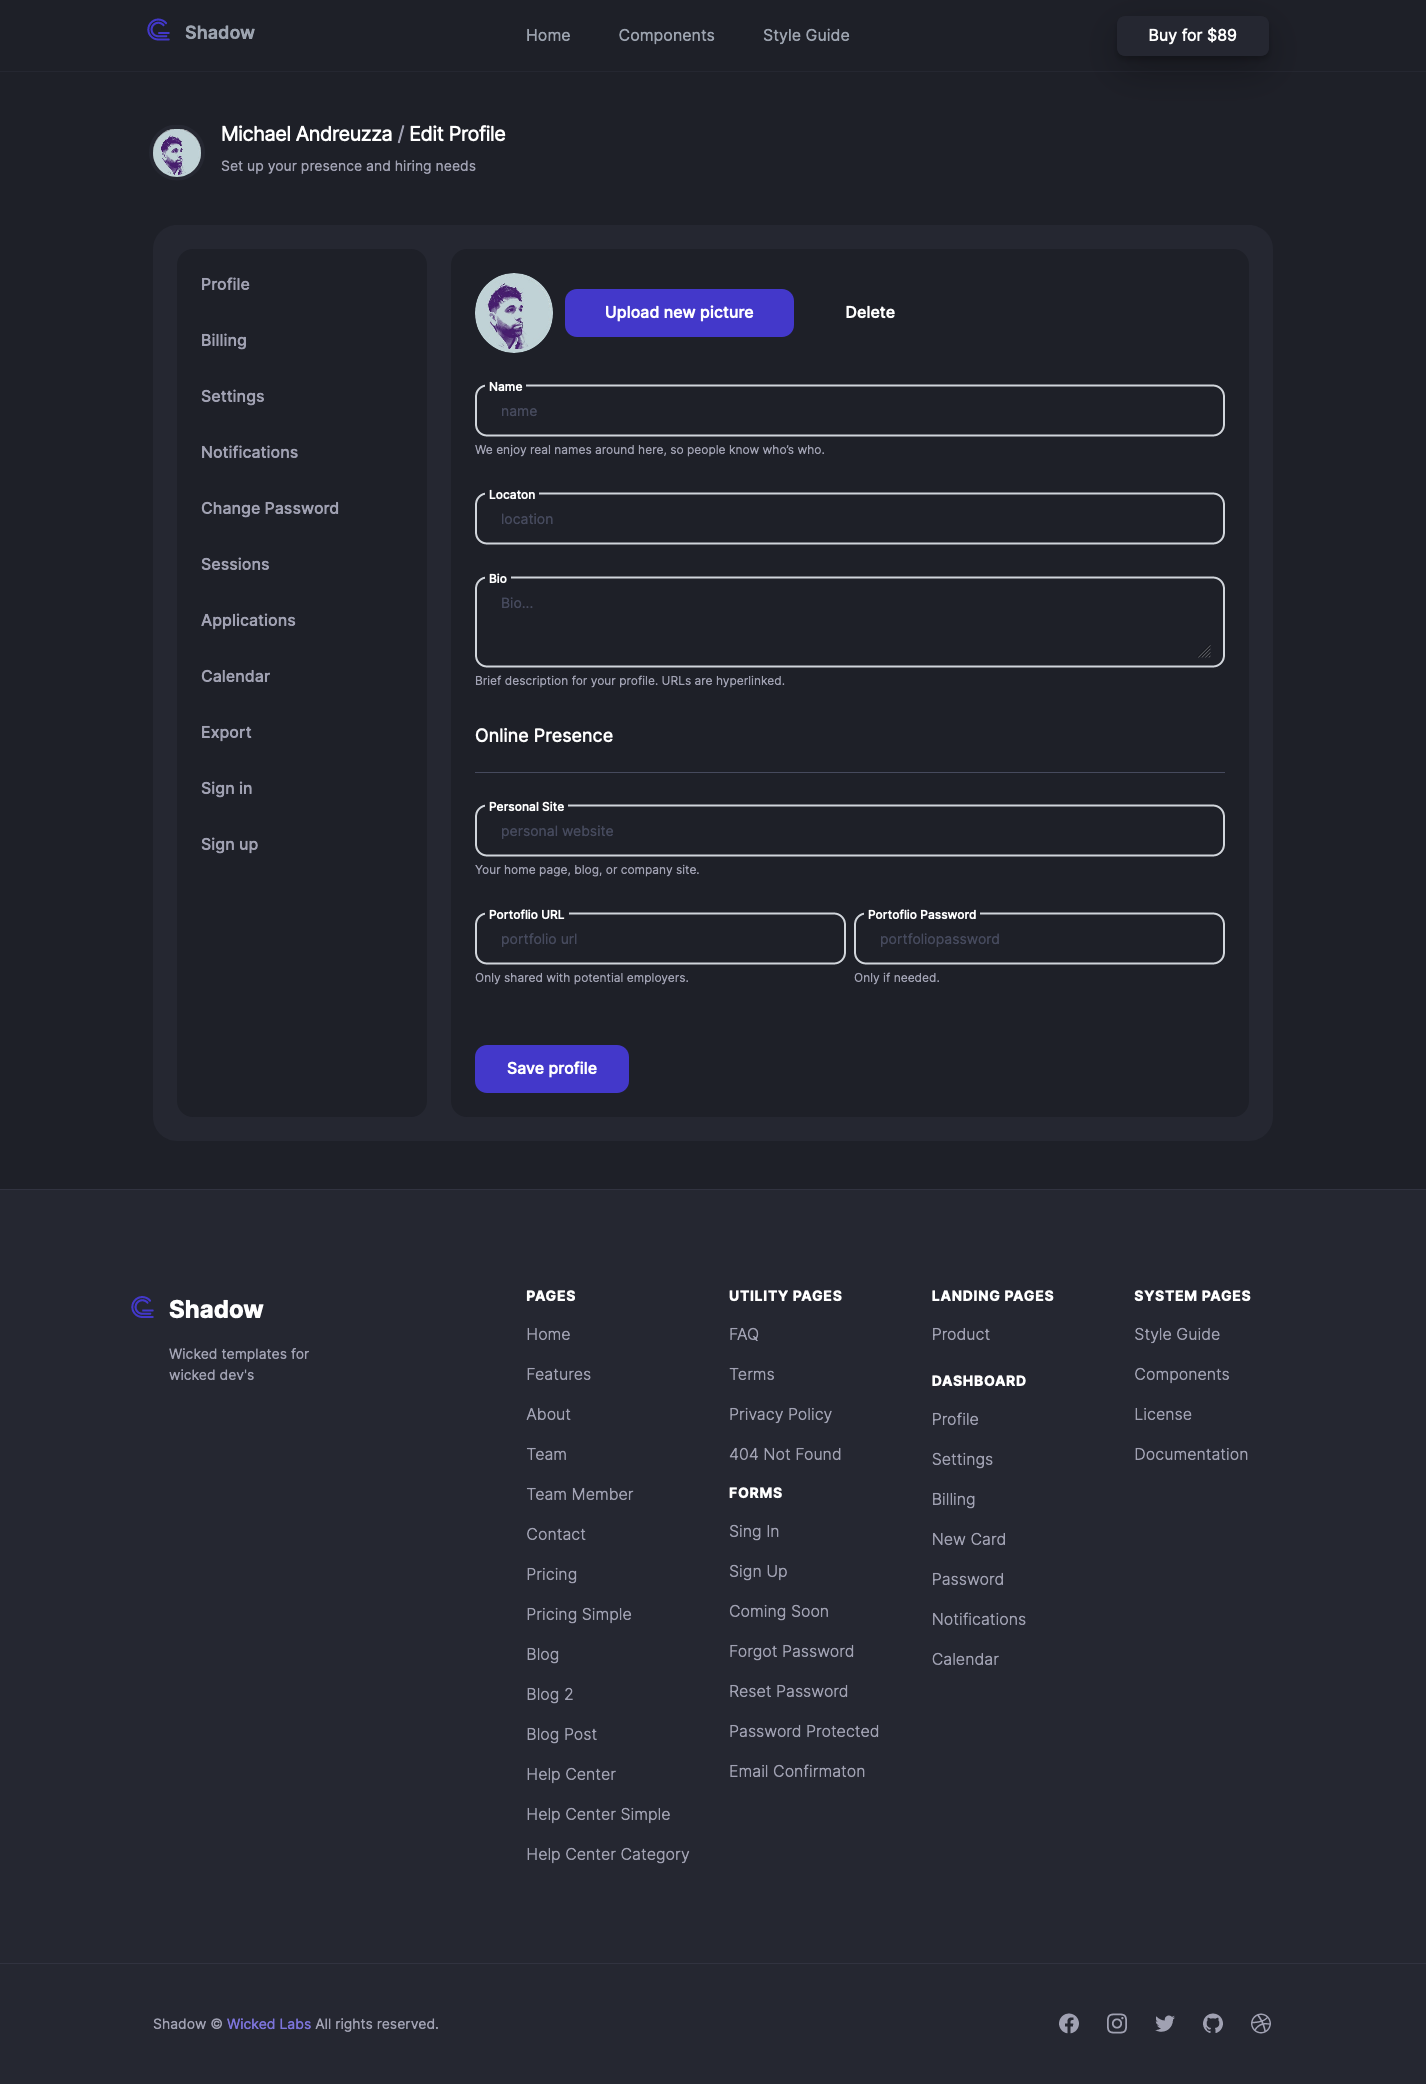 Shadow
Home
Components
Style Guide
Buy for $89
Michael Andreuzza / Edit Profile
Set up your presence and hiring needs
Profile
Billing
Settings
Notifications
Change Password
Sessions
Applications
Calendar
Export
Sign in
Sign up
Upload new picture
Delete
Name
name
We enjoy real names around here, so people know who's who.
Locaton
location
Bio
Bio...
Brief description for your profile. URLs are hyperlinked.
Online Presence
Personal Site
personal website
Your home page, blog, or company site.
Portoflio URL
portfolio url
Only shared with potential employers.
Portoflio Password
portfoliopassword
Only if needed.
Save profile
Shadow
Wicked templates for
wicked dev's
PAGES
Home
Features
About
Team
Team Member
Contact
Pricing
Pricing Simple
Blog
Blog 2
Blog Post
Help Center
Help Center Simple
Help Center Category
UTILITY PAGES
FAQ
Terms
Privacy Policy
404 Not Found
FORMS
Sing In
Sign Up
Coming Soon
Forgot Password
Reset Password
Password Protected
Email Confirmaton
LANDING PAGES
Product
DASHBOARD
Profile
Settings
Billing
New Card
Password
Notifications
Calendar
SYSTEM PAGES
Style Guide
Components
License
Documentation
Shadow © Wicked Labs All rights reserved.